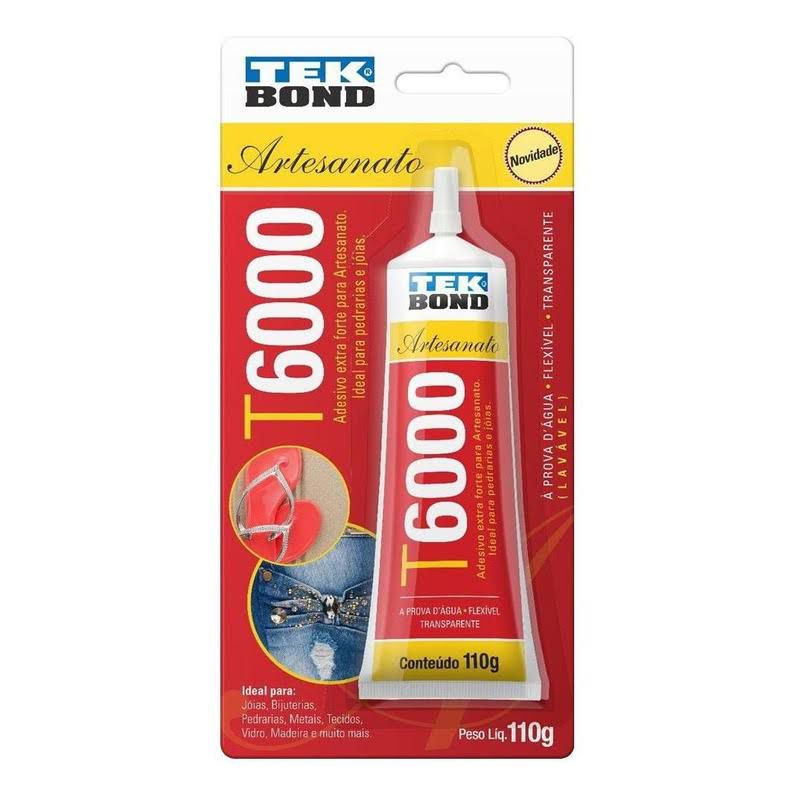 TEK®
BOND
Artesanato
Novidade
T6000
Adesivo extra forte para Artesanato.
Ideal para pedrarias e jóias.
À PROVA D'ÁGUA • FLEXÍVEL • TRANSPARENTE
(LAVÁVEL)
TEK®
BOND
Artesanato
T6000
Adesivo extra forte para Artesanato.
Ideal para pedrarias e jóias.
A PROVA D'ÁGUA • FLEXÍVEL
TRANSPARENTE
Conteúdo 110g
Ideal para:
Jóias, Bijuterias,
Pedrarias, Metais, Tecidos,
Vidro, Madeira e muito mais.
Peso Líq. 110g